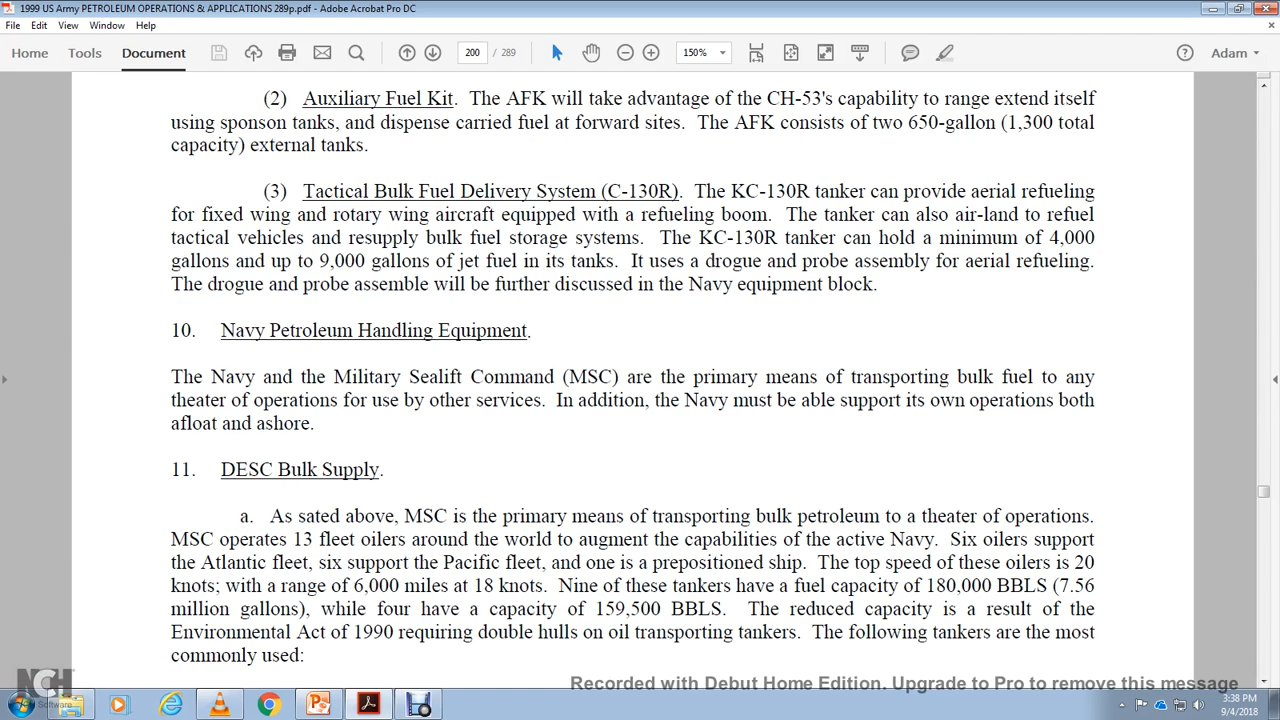 1999 US Army PETROLEUM OPERATIONS & APPLICATIONS 289p.pdf - Adobe Acrobat Pro DC
File Edit View Window Help
Home Tools Document 200 / 289 150% Adam
(2) Auxiliary Fuel Kit. The AFK will take advantage of the CH-53's capability to range extend itself
using sponson tanks, and dispense carried fuel at forward sites. The AFK consists of two 650-gallon (1,300 total
capacity) external tanks.
(3) Tactical Bulk Fuel Delivery System (C-130R). The KC-130R tanker can provide aerial refueling
for fixed wing and rotary wing aircraft equipped with a refueling boom. The tanker can also air-land to refuel
tactical vehicles and resupply bulk fuel storage systems. The KC-130R tanker can hold a minimum of 4,000
gallons and up to 9,000 gallons of jet fuel in its tanks. It uses a drogue and probe assembly for aerial refueling.
The drogue and probe assemble will be further discussed in the Navy equipment block.
10. Navy Petroleum Handling Equipment.
The Navy and the Military Sealift Command (MSC) are the primary means of transporting bulk fuel to any
theater of operations for use by other services. In addition, the Navy must be able support its own operations both
afloat and ashore.
11. DESC Bulk Supply.
a. As sated above, MSC is the primary means of transporting bulk petroleum to a theater of operations.
MSC operates 13 fleet oilers around the world to augment the capabilities of the active Navy. Six oilers support
the Atlantic fleet, six support the Pacific fleet, and one is a prepositioned ship. The top speed of these oilers is 20
knots; with a range of 6,000 miles at 18 knots. Nine of these tankers have a fuel capacity of 180,000 BBLS (7.56
million gallons), while four have a capacity of 159,500 BBLS. The reduced capacity is a result of the
Environmental Act of 1990 requiring double hulls on oil transporting tankers. The following tankers are the most
commonly used:
NCH Software
Recorded with Debut Home Edition. Upgrade to Pro to remove this message
3:38 PM
9/4/2018